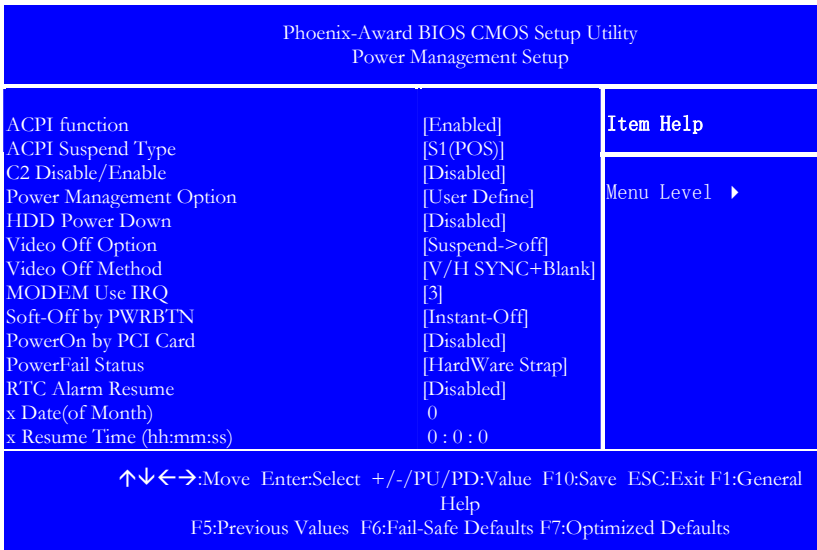 Phoenix-Award BIOS CMOS Setup Utility
Power Management Setup
ACPI function [Enabled]
ACPI Suspend Type [S1(POS)]
C2 Disable/Enable [Disabled]
Power Management Option [User Define]
HDD Power Down [Disabled]
Video Off Option [Suspend->off]
Video Off Method [V/H SYNC+Blank]
MODEM Use IRQ [3]
Soft-Off by PWRBTN [Instant-Off]
PowerOn by PCI Card [Disabled]
PowerFail Status [HardWare Strap]
RTC Alarm Resume [Disabled]
x Date(of Month) 0
x Resume Time (hh:mm:ss) 0 : 0 : 0
Item Help
Menu Level ▸
↑↓←→:Move Enter:Select +/-/PU/PD:Value F10:Save ESC:Exit F1:General
Help
F5:Previous Values F6:Fail-Safe Defaults F7:Optimized Defaults